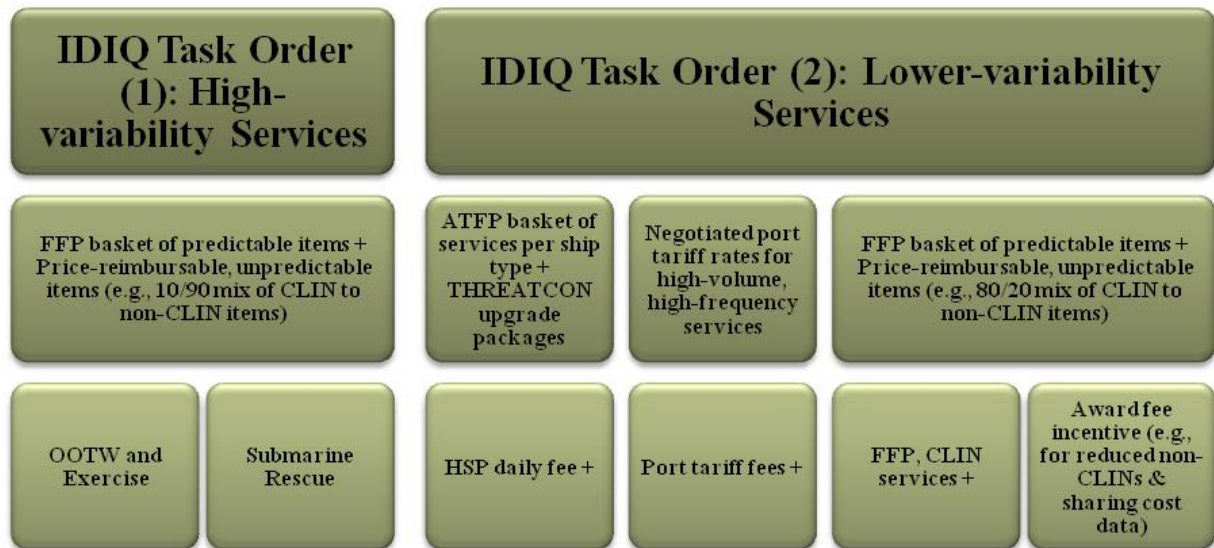 IDIQ Task Order
(1): High-
variability Services
IDIQ Task Order (2): Lower-variability
Services
FFP basket of predictable items +
Price-reimbursable, unpredictable
items (e.g., 10/90 mix of CLIN to
non-CLIN items)
ATFP basket of
services per ship
type +
THREATCON
upgrade
packages
Negotiated port
tariff rates for
high-volume,
high-frequency
services
FFP basket of predictable items +
Price-reimbursable, unpredictable
items (e.g., 80/20 mix of CLIN to
non-CLIN items)
OOTW and
Exercise
Submarine
Rescue
HSP daily fee +
Port tariff fees +
FFP, CLIN
services +
Award fee
incentive (e.g.,
for reduced non-
CLINs &
sharing cost
data)